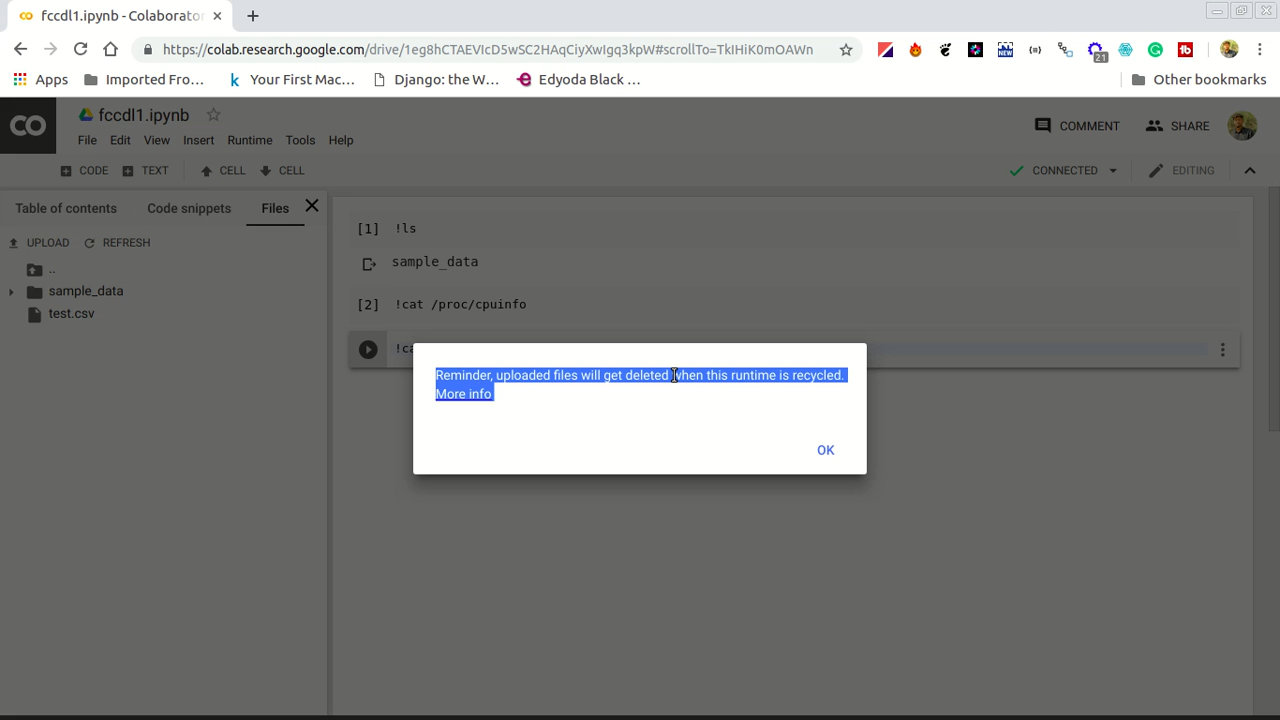 fccdl1.ipynb - Colaborator
https://colab.research.google.com/drive/1eg8hCTAEVIcD5wSC2HAqCiyXwIgq3kpW#scrollTo=TkIHiK0mOAWn
NEW
21
Apps
Imported Fro...
Your First Mac...
Django: the W...
Edyoda Black ...
Other bookmarks
CO
fccdl1.ipynb
File Edit View Insert Runtime Tools Help
COMMENT
SHARE
CODE TEXT CELL CELL
CONNECTED
EDITING
Table of contents Code snippets Files
UPLOAD REFRESH
..
sample_data
test.csv
[1] !ls
sample_data
[2] !cat /proc/cpuinfo
Reminder, uploaded files will get deleted when this runtime is recycled.
More info
OK